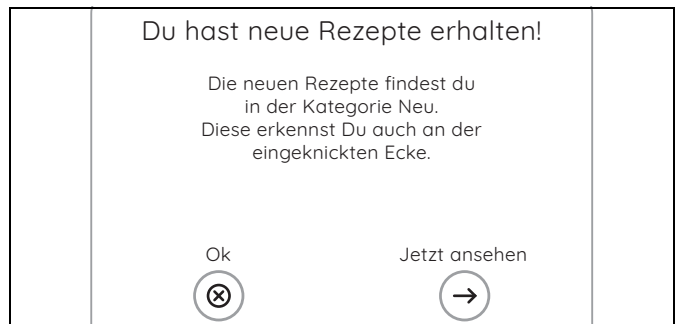 Du hast neue Rezepte erhalten!
Die neuen Rezepte findest du
in der Kategorie Neu.
Diese erkennst Du auch an der
eingeknickten Ecke.
Ok
Jetzt ansehen